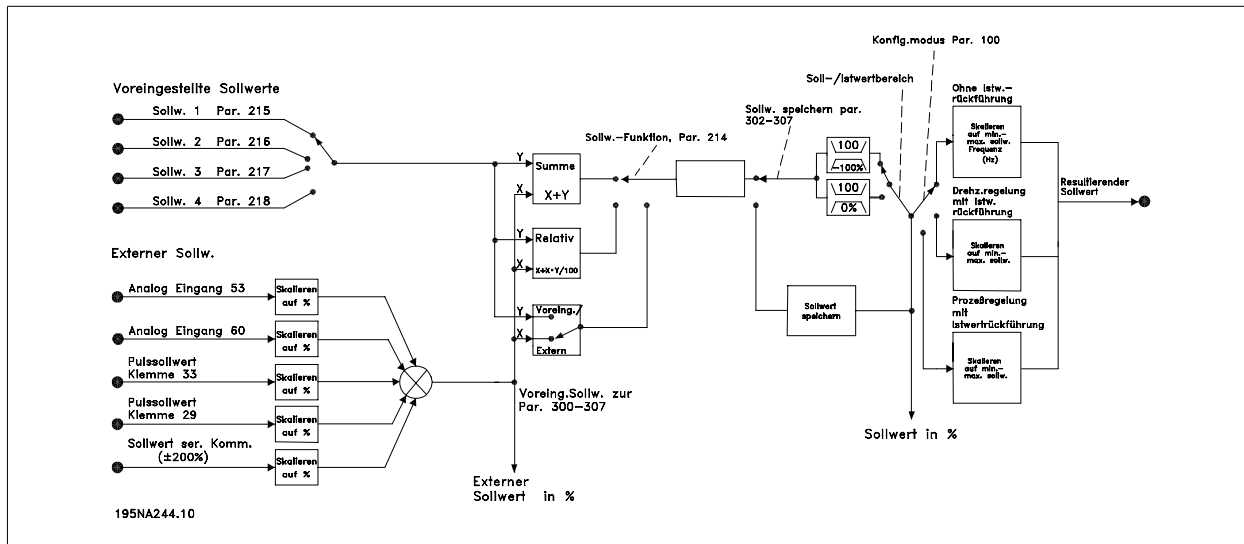 Voreingestellte Sollwerte
Sollw. 1 Par. 215
Sollw. 2 Par. 216
Sollw. 3 Par. 217
Sollw. 4 Par. 218
Externer Sollw.
Analog Eingang 53
Skalieren
auf %
Analog Eingang 60
Skalieren
auf %
Pulssollwert
Klemme 33
Skalieren
auf %
Pulssollwert
Klemme 29
Skalieren
auf %
Sollwert ser. Komm.
(±200%)
Skalieren
auf %
195NA244.10
Y
Summe
X
X+Y
Y
Relativ
X
X+X·Y/100
Y
Voreing./
X
Extern
Voreing.Sollw. zur
Par. 300-307
Externer
Sollwert in %
Sollw.-Funktion, Par. 214
Sollw. speichern par.
302-307
Soll-/Istwertbereich
Konfig.modus Par. 100
100
-100%
100
0%
Sollwert
speichern
Sollwert in %
Ohne Istw.-
rückführung
Skalieren
auf min.-
max. sollw.
Frequenz
(Hz)
Drehz.regelung
mit Istw.
rückführung
Skalieren
auf min.-
max. sollw.
Prozeßregelung
mit
Istwertrückführung
Skalieren
auf min.-
max. sollw.
Resultierender
Sollwert